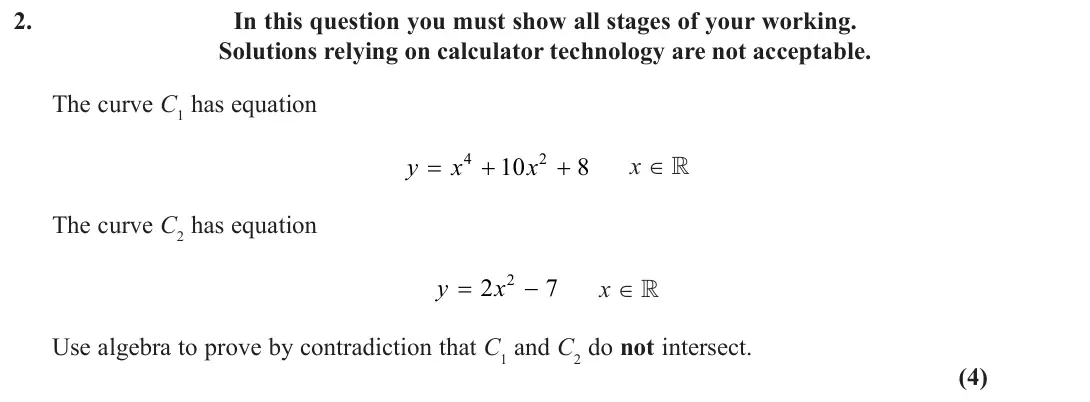 2. In this question you must show all stages of your working.
Solutions relying on calculator technology are not acceptable.
The curve C₁ has equation
y = x⁴ + 10x² + 8 x ∈ ℝ
The curve C₂ has equation
y = 2x² − 7 x ∈ ℝ
Use algebra to prove by contradiction that C₁ and C₂ do not intersect.
(4)